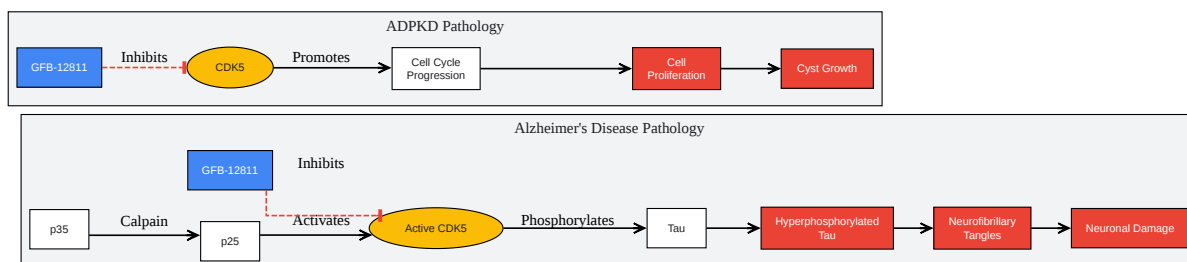 ADPKD Pathology
GFB-12811
Inhibits
CDK5
Promotes
Cell Cycle
Progression
Cell
Proliferation
Cyst Growth
Alzheimer's Disease Pathology
GFB-12811
Inhibits
p35
Calpain
p25
Activates
Active CDK5
Phosphorylates
Tau
Hyperphosphorylated
Tau
Neurofibrillary
Tangles
Neuronal Damage